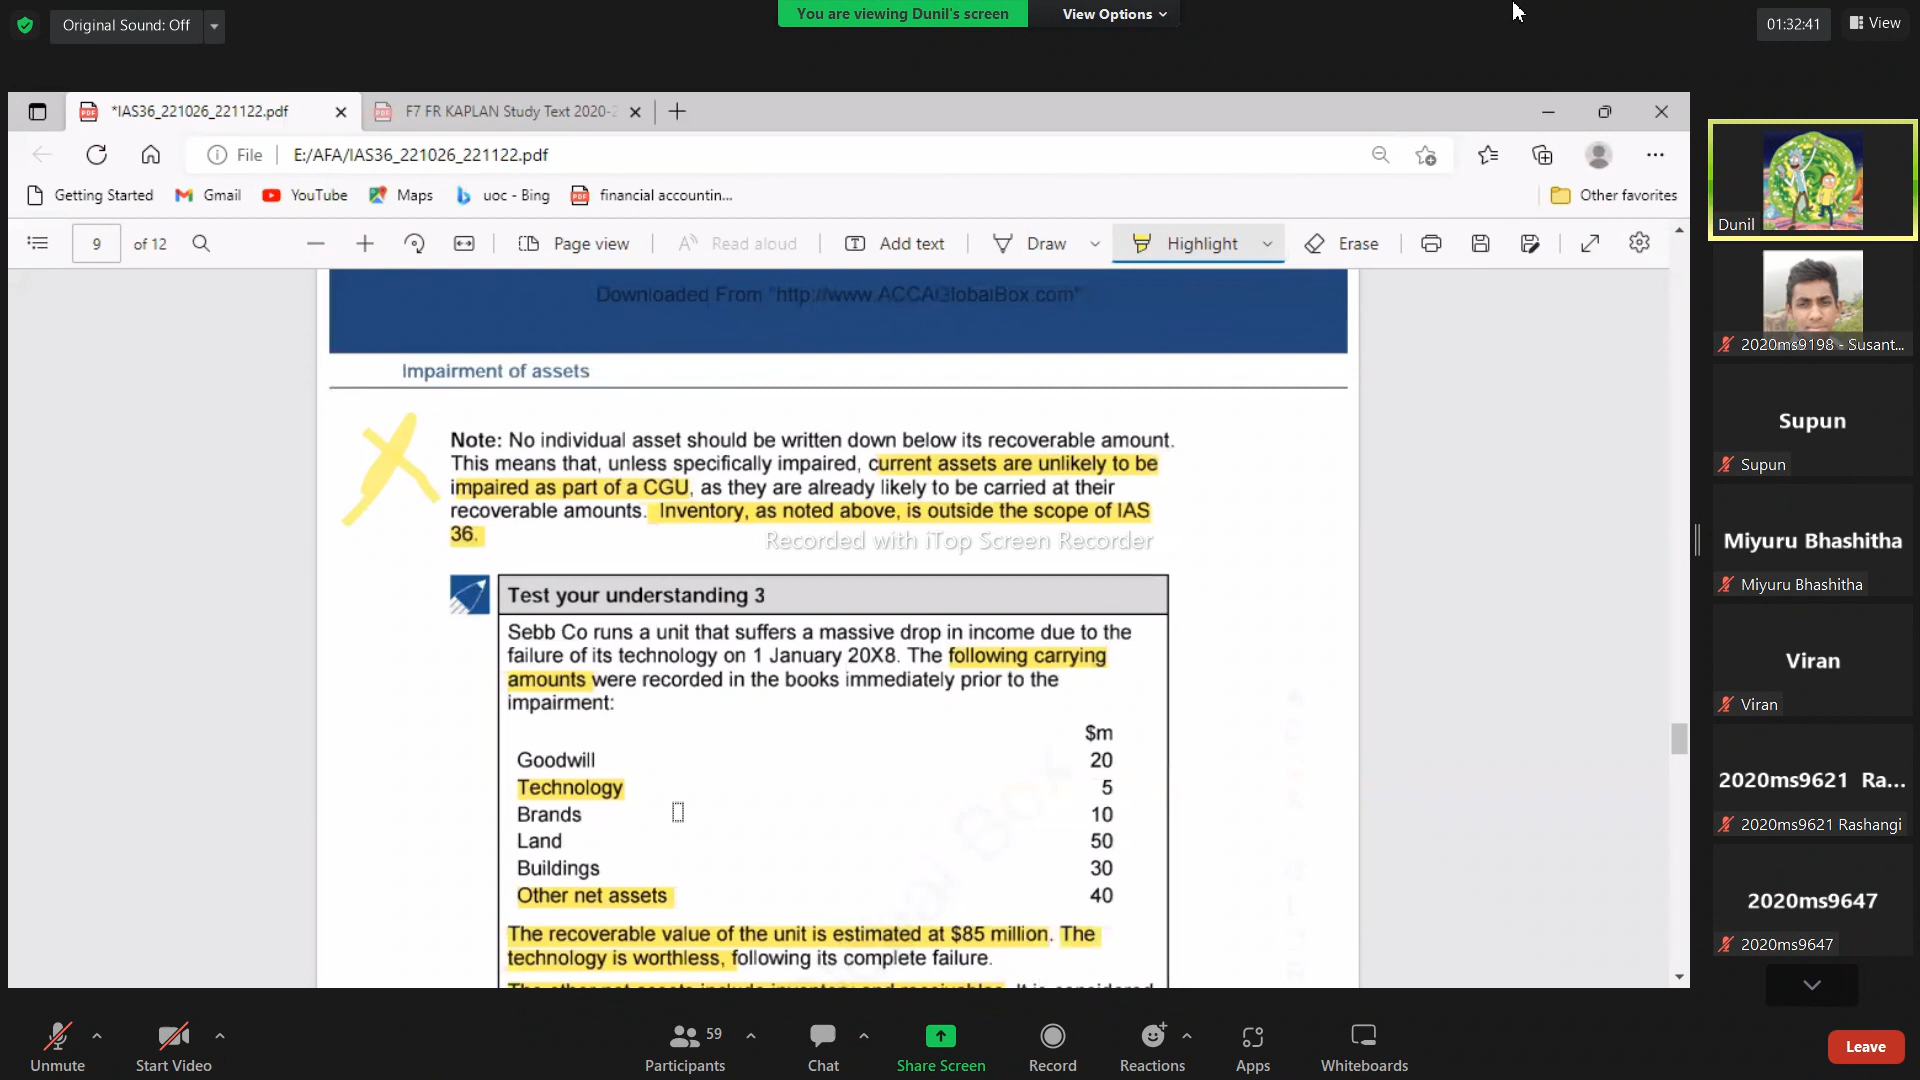 Original Sound: Off
You are viewing Dunil's screen
View Options
01:32:41
View
*IAS36_221026_221122.pdf
F7 FR KAPLAN Study Text 2020-
File
E:/AFA/IAS36_221026_221122.pdf
Getting Started
Gmail
YouTube
Maps
uoc - Bing
financial accountin...
Other favorites
9 of 12
Page view
Read aloud
Add text
Draw
Highlight
Erase
Downloaded From "http://www.ACCAGlobalBox.com"
Impairment of assets
Note: No individual asset should be written down below its recoverable amount.
This means that, unless specifically impaired, current assets are unlikely to be
impaired as part of a CGU, as they are already likely to be carried at their
recoverable amounts. Inventory, as noted above, is outside the scope of IAS
36.
Recorded with iTop Screen Recorder
Test your understanding 3
Sebb Co runs a unit that suffers a massive drop in income due to the
failure of its technology on 1 January 20X8. The following carrying
amounts were recorded in the books immediately prior to the
impairment:
$m
Goodwill 20
Technology 5
Brands 10
Land 50
Buildings 30
Other net assets 40
The recoverable value of the unit is estimated at $85 million. The
technology is worthless, following its complete failure.
The other net assets include inventory and receivables. It is considered
Dunil
2020ms9198 - Susant...
Supun
Supun
Miyuru Bhashitha
Miyuru Bhashitha
Viran
Viran
2020ms9621 Ra...
2020ms9621 Rashangi
2020ms9647
2020ms9647
Unmute
Start Video
59
Participants
Chat
Share Screen
Record
Reactions
Apps
Whiteboards
Leave